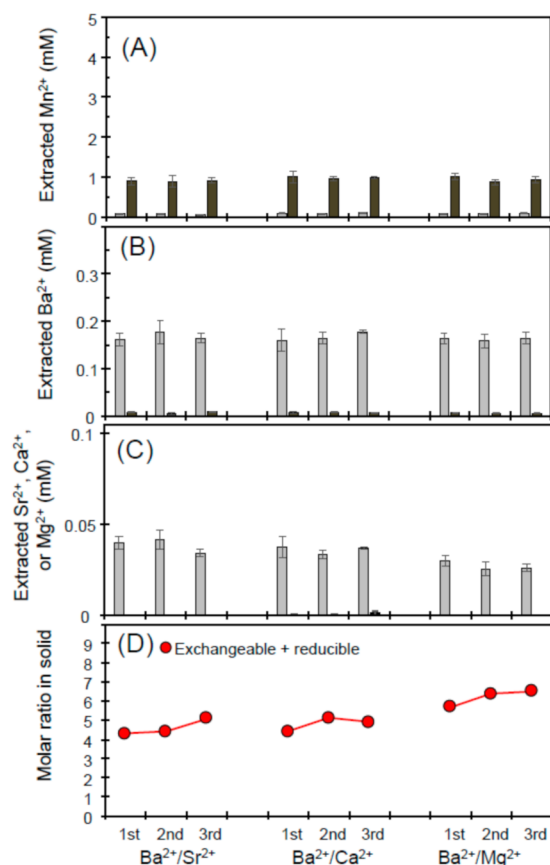 5
(A)
4
3
2
1
0
Extracted Mn²⁺ (mM)
(B)
0.3
0.2
0.1
0
Extracted Ba²⁺ (mM)
0.1
(C)
0.05
0
Extracted Sr²⁺, Ca²⁺,
or Mg²⁺ (mM)
(D)
Exchangeable + reducible
9
8
7
6
5
4
3
2
1
0
Molar ratio in solid
1st 2nd 3rd 1st 2nd 3rd 1st 2nd 3rd
Ba²⁺/Sr²⁺ Ba²⁺/Ca²⁺ Ba²⁺/Mg²⁺